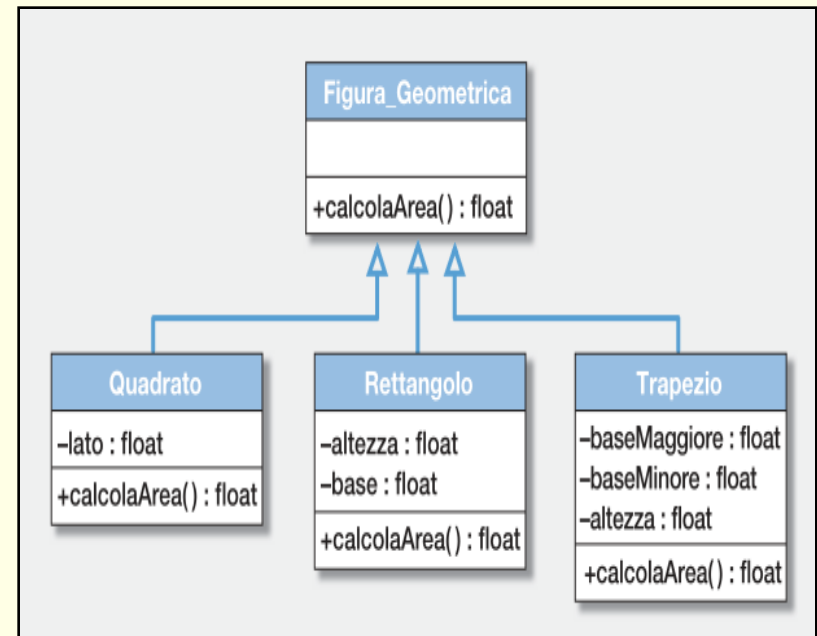 Figura_Geometrica
+calcolaArea() : float
Quadrato
–lato : float
+calcolaArea() : float
Rettangolo
–altezza : float
–base : float
+calcolaArea() : float
Trapezio
–baseMaggiore : float
–baseMinore : float
–altezza : float
+calcolaArea() : float